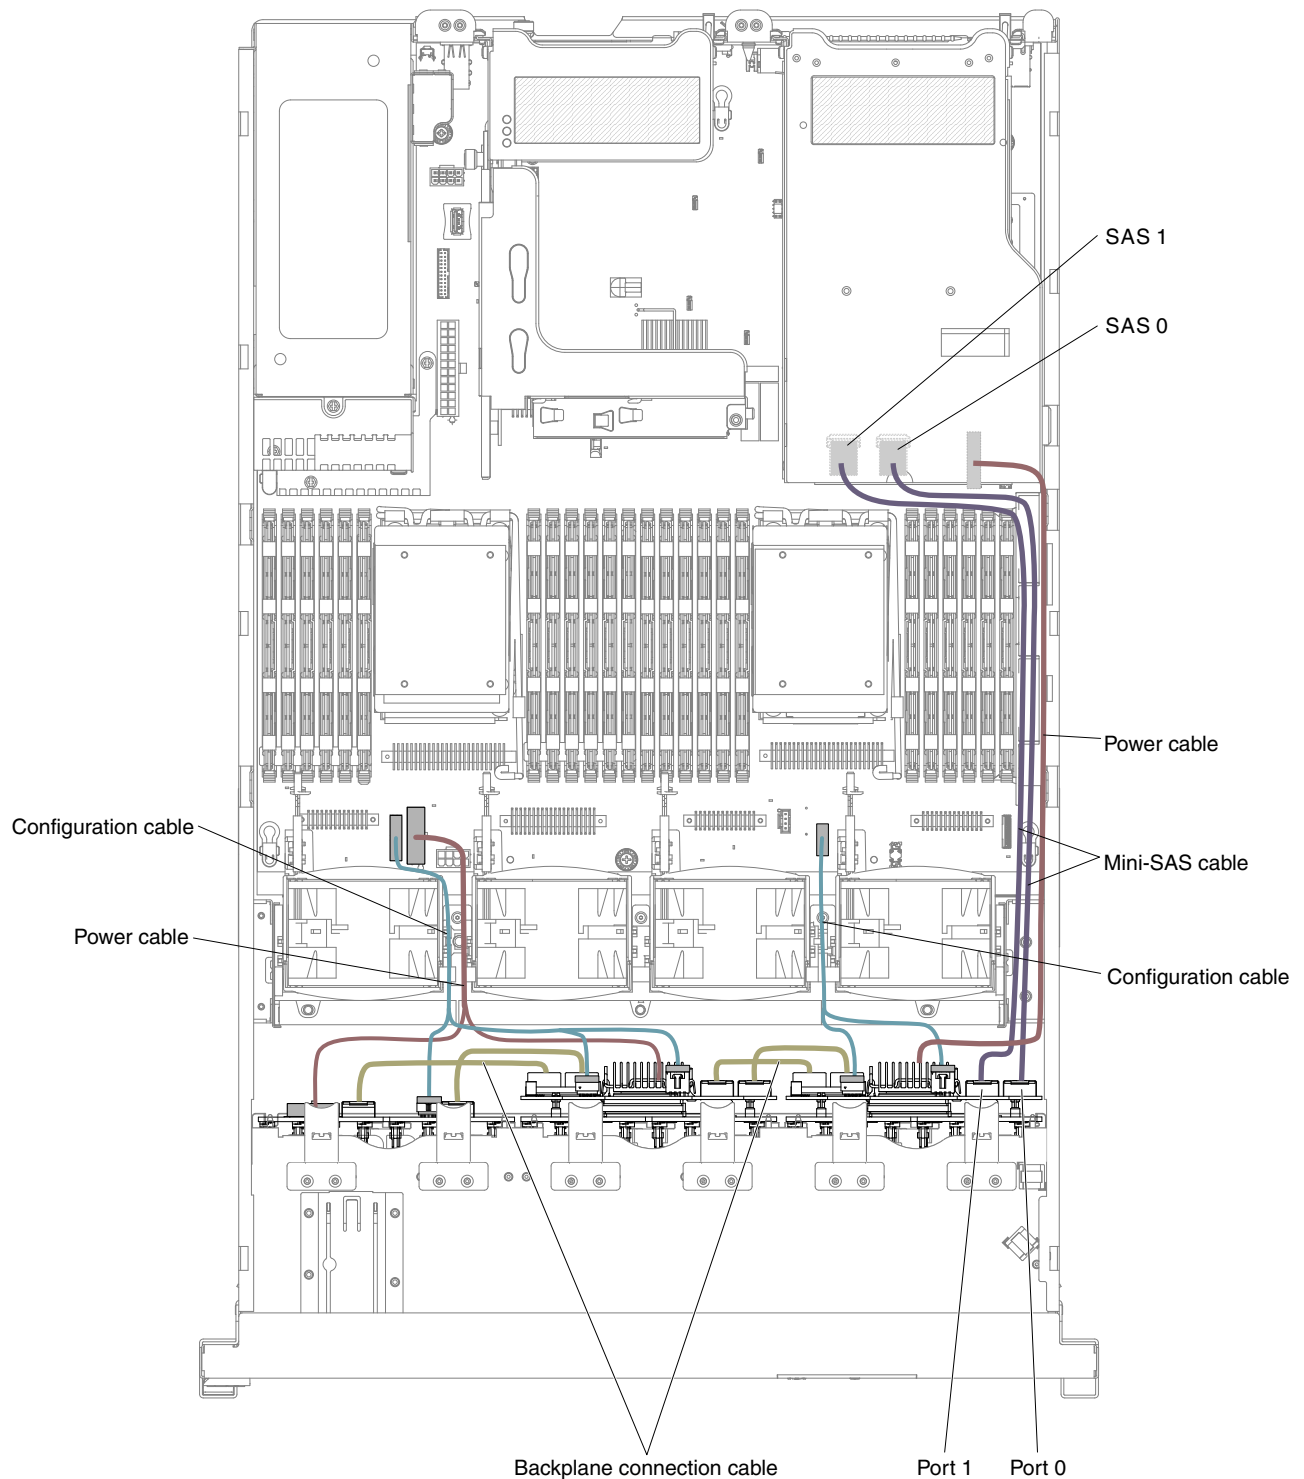 SAS 1
SAS 0
Power cable
Configuration cable
Mini-SAS cable
Power cable
Configuration cable
Backplane connection cable
Port 1
Port 0